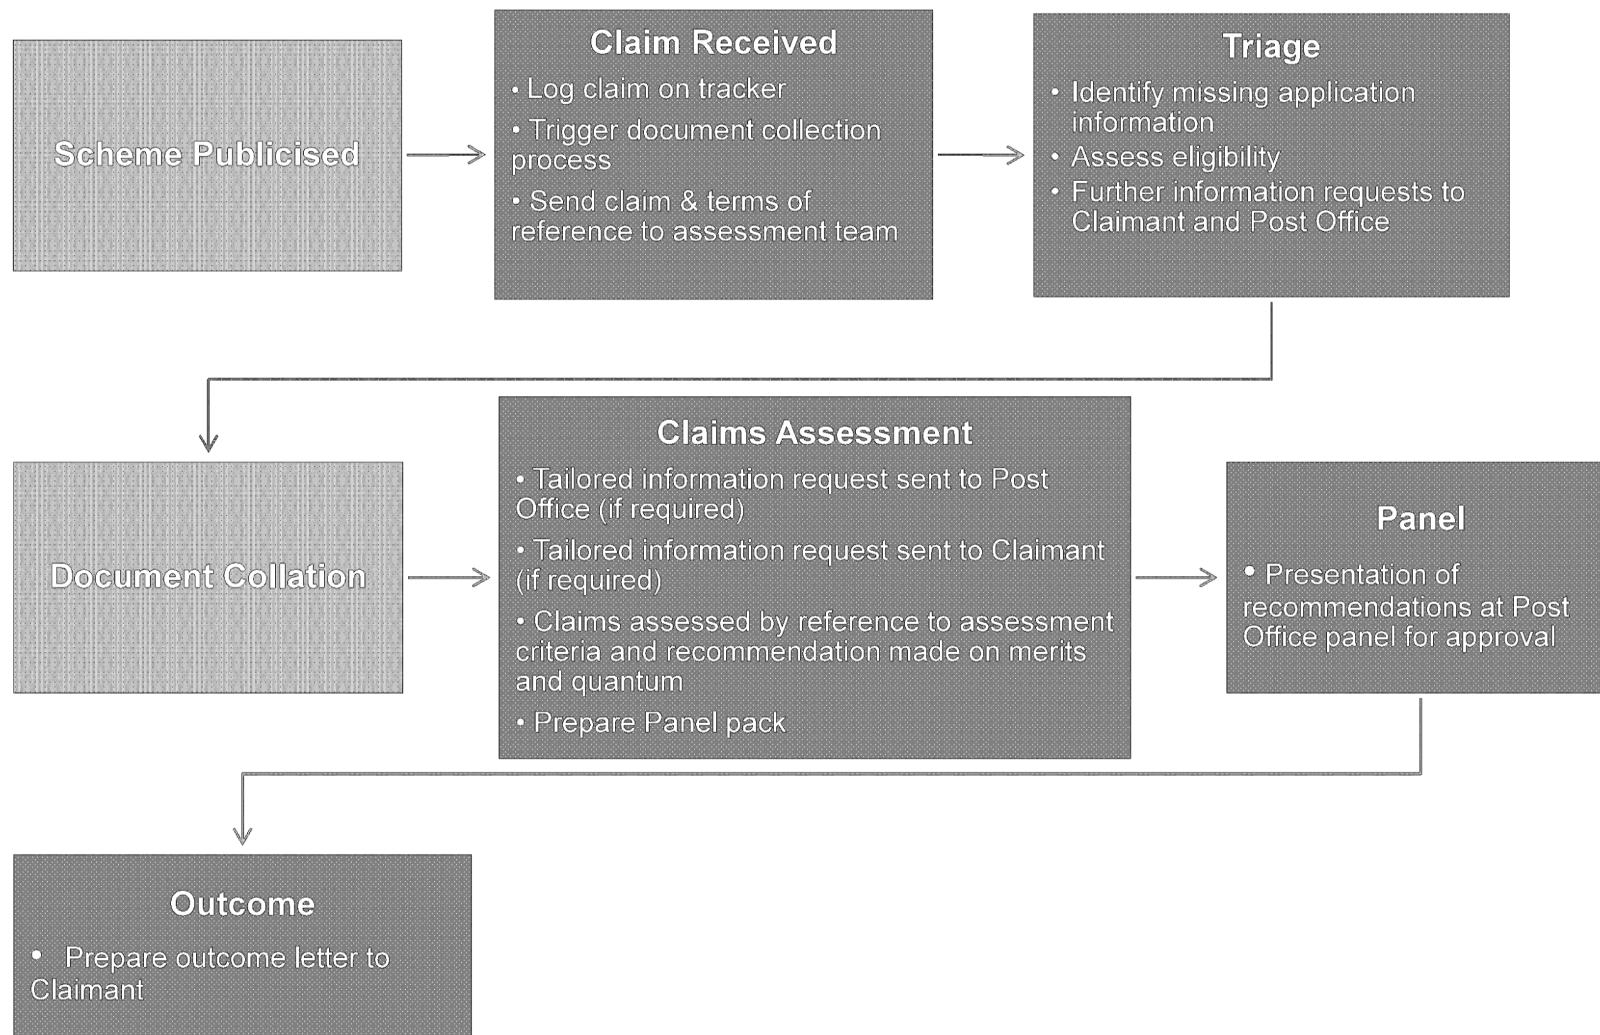 Scheme Publicised
Claim Received
• Log claim on tracker
• Trigger document collection
process
• Send claim & terms of
reference to assessment team
Triage
• Identify missing application
information
• Assess eligibility
• Further information requests to
Claimant and Post Office
Document Collation
Claims Assessment
• Tailored information request sent to Post
Office (if required)
• Tailored information request sent to Claimant
(if required)
• Claims assessed by reference to assessment
criteria and recommendation made on merits
and quantum
• Prepare Panel pack
Panel
• Presentation of
recommendations at Post
Office panel for approval
Outcome
• Prepare outcome letter to
Claimant